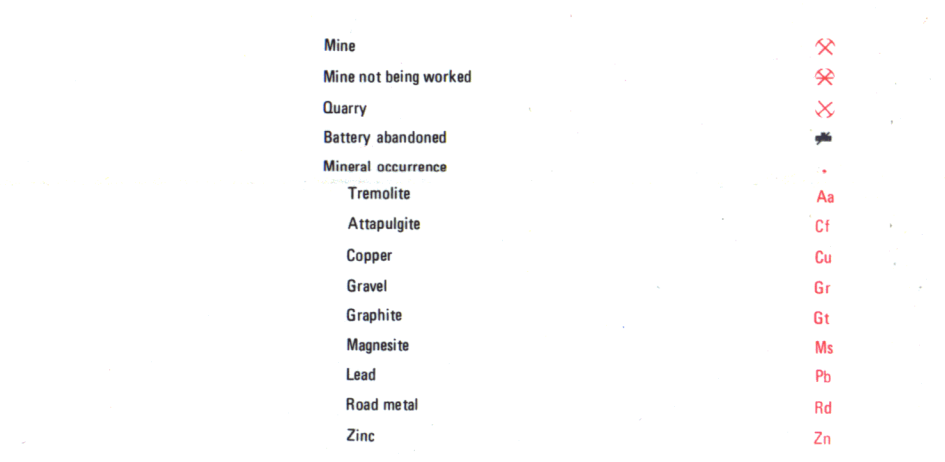 Mine
Mine not being worked
Quarry
Battery abandoned
Mineral occurrence
Tremolite Aa
Attapulgite Cf
Copper Cu
Gravel Gr
Graphite Gt
Magnesite Ms
Lead Pb
Road metal Rd
Zinc Zn